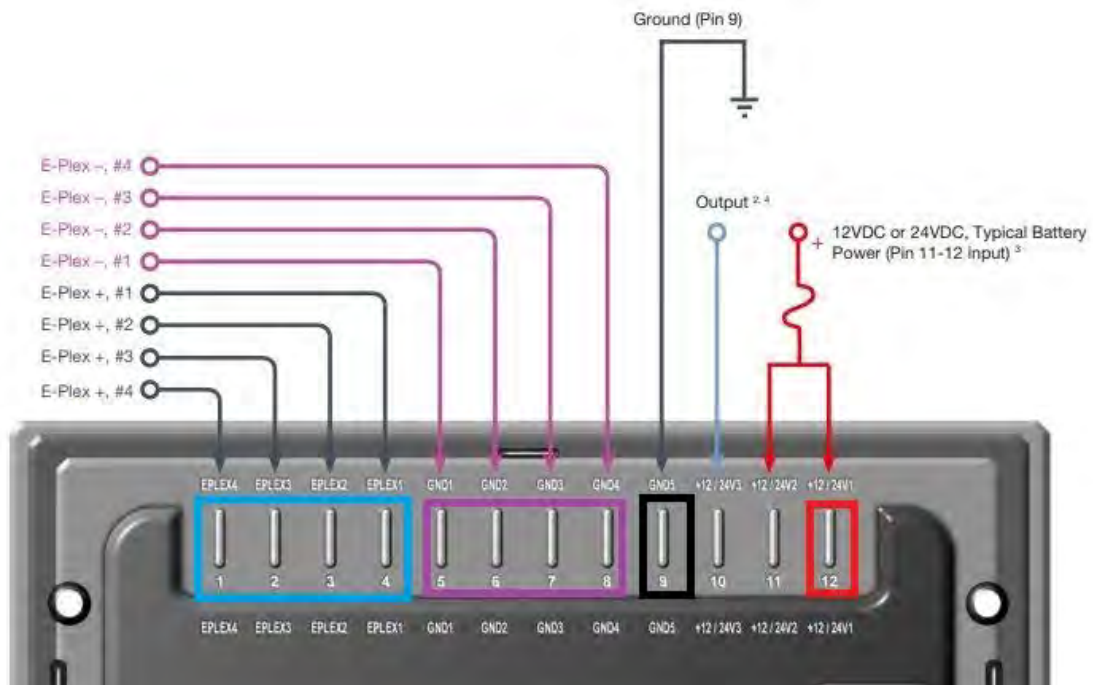 Ground (Pin 9)
E-Plex –, #4
E-Plex –, #3
E-Plex –, #2
E-Plex –, #1
E-Plex +, #1
E-Plex +, #2
E-Plex +, #3
E-Plex +, #4
Output 2, 4
+ 12VDC or 24VDC, Typical Battery
Power (Pin 11-12 input) 3
EPLEX4 EPLEX3 EPLEX2 EPLEX1 GND1 GND2 GND3 GND4 GND5 +12/24V3 +12/24V2 +12/24V1
1 2 3 4 5 6 7 8 9 10 11 12
EPLEX4 EPLEX3 EPLEX2 EPLEX1 GND1 GND2 GND3 GND4 GND5 +12/24V3 +12/24V2 +12/24V1